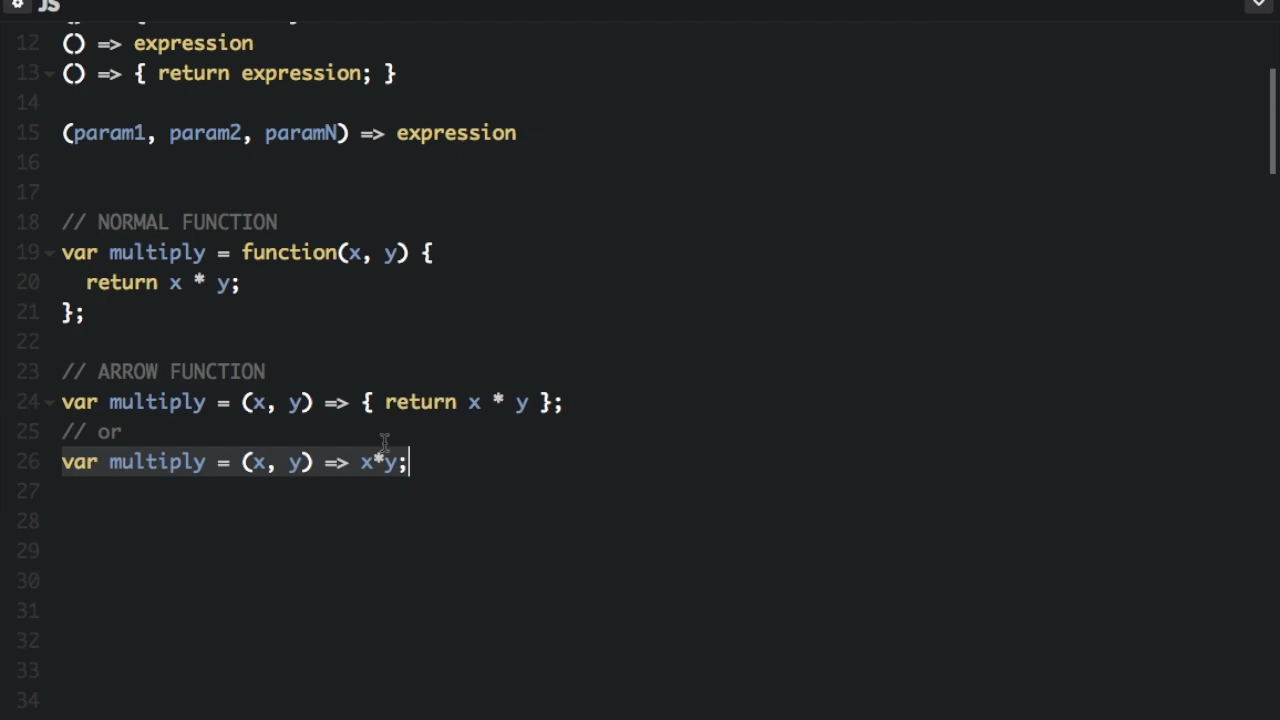 JS
12 () => expression
13 () => { return expression; }
14
15 (param1, param2, paramN) => expression
16
17
18 // NORMAL FUNCTION
19 var multiply = function(x, y) {
20 return x * y;
21 };
22
23 // ARROW FUNCTION
24 var multiply = (x, y) => { return x * y };
25 // or
26 var multiply = (x, y) => x*y;
27
28
29
30
31
32
33
34